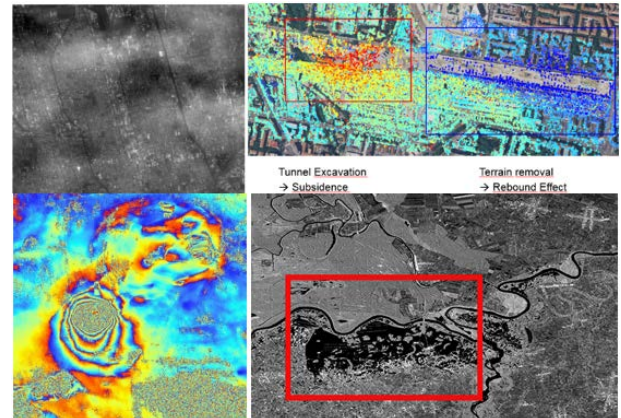 Tunnel Excavation
→ Subsidence
Terrain removal
→ Rebound Effect